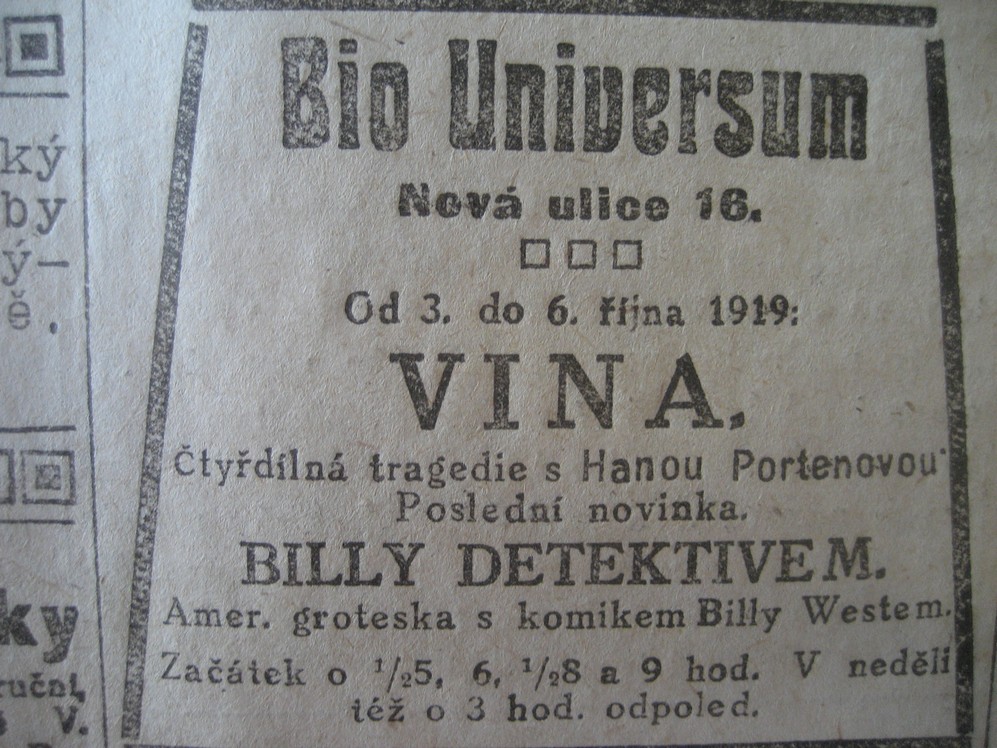 Bio Universum
Nová ulice 16.
Od 3. do 6. října 1919:
VINA.
Čtyřdílná tragedie s Hanou Portenovou
Poslední novinka.
BILLY DETEKTIVEM.
Amer. groteska s komikem Billy Westem.
Začátek o 1/25, 6, 1/28 a 9 hod. V neděli
též o 3 hod. odpoled.
ký
by
ý—
ě.
ky
ruční,
V.